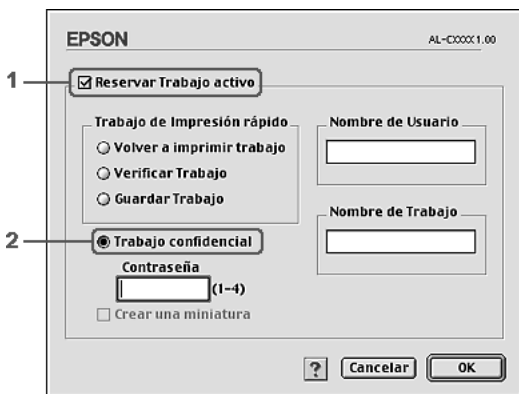 EPSON
AL-CXXXX 1.00
1
Reservar Trabajo activo
Trabajo de Impresión rápido
Volver a imprimir trabajo
Verificar Trabajo
Guardar Trabajo
2
Trabajo confidencial
Contraseña
(1-4)
Crear una miniatura
Nombre de Usuario
Nombre de Trabajo
?
Cancelar
OK